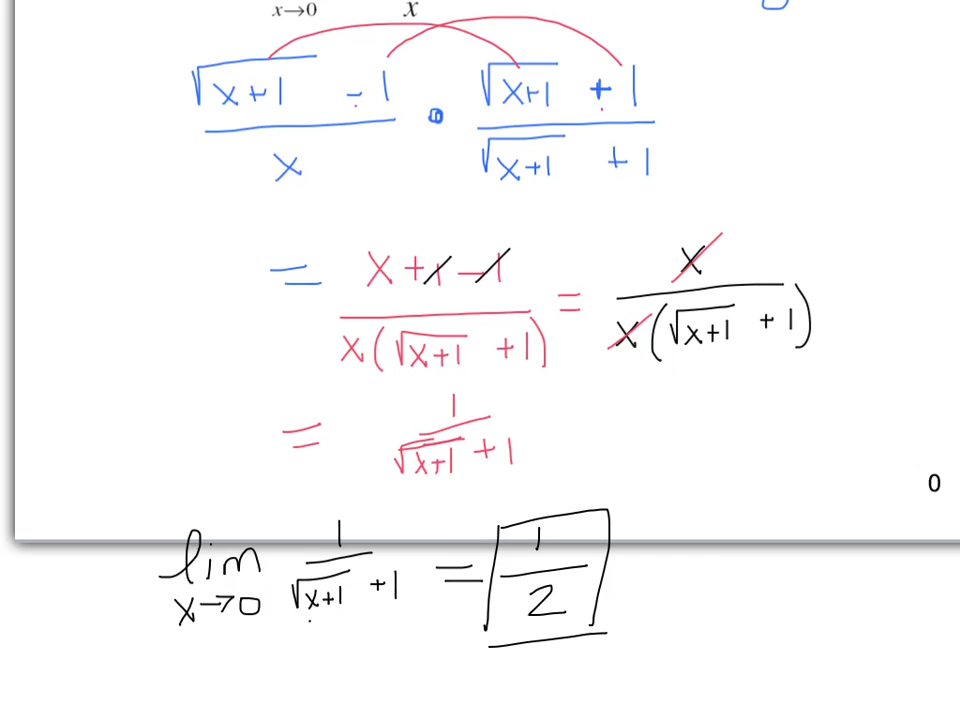 x→0 x
√x+1 - 1 / x • √x+1 + 1 / √x+1 + 1
= x + 1 - 1 / x(√x+1 + 1) = x / x(√x+1 + 1)
= 1 / √x+1 + 1
0
lim x→0 1 / √x+1 + 1 = 1 / 2